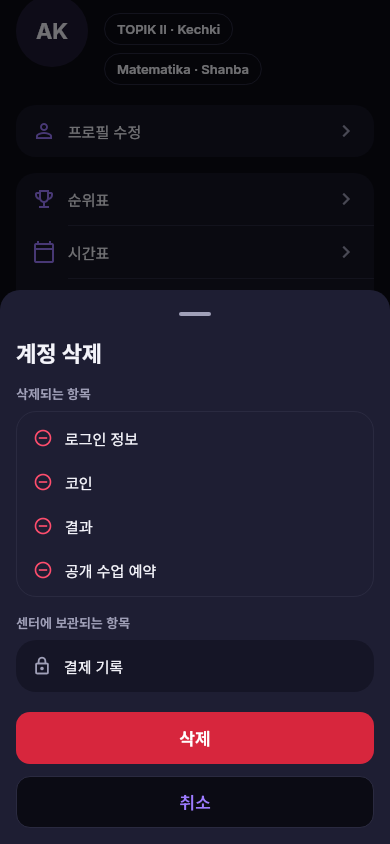 AK
TOPIK II · Kechki
Matematika · Shanba
프로필 수정
순위표
시간표
계정 삭제
삭제되는 항목
로그인 정보
코인
결과
공개 수업 예약
센터에 보관되는 항목
결제 기록
삭제
취소